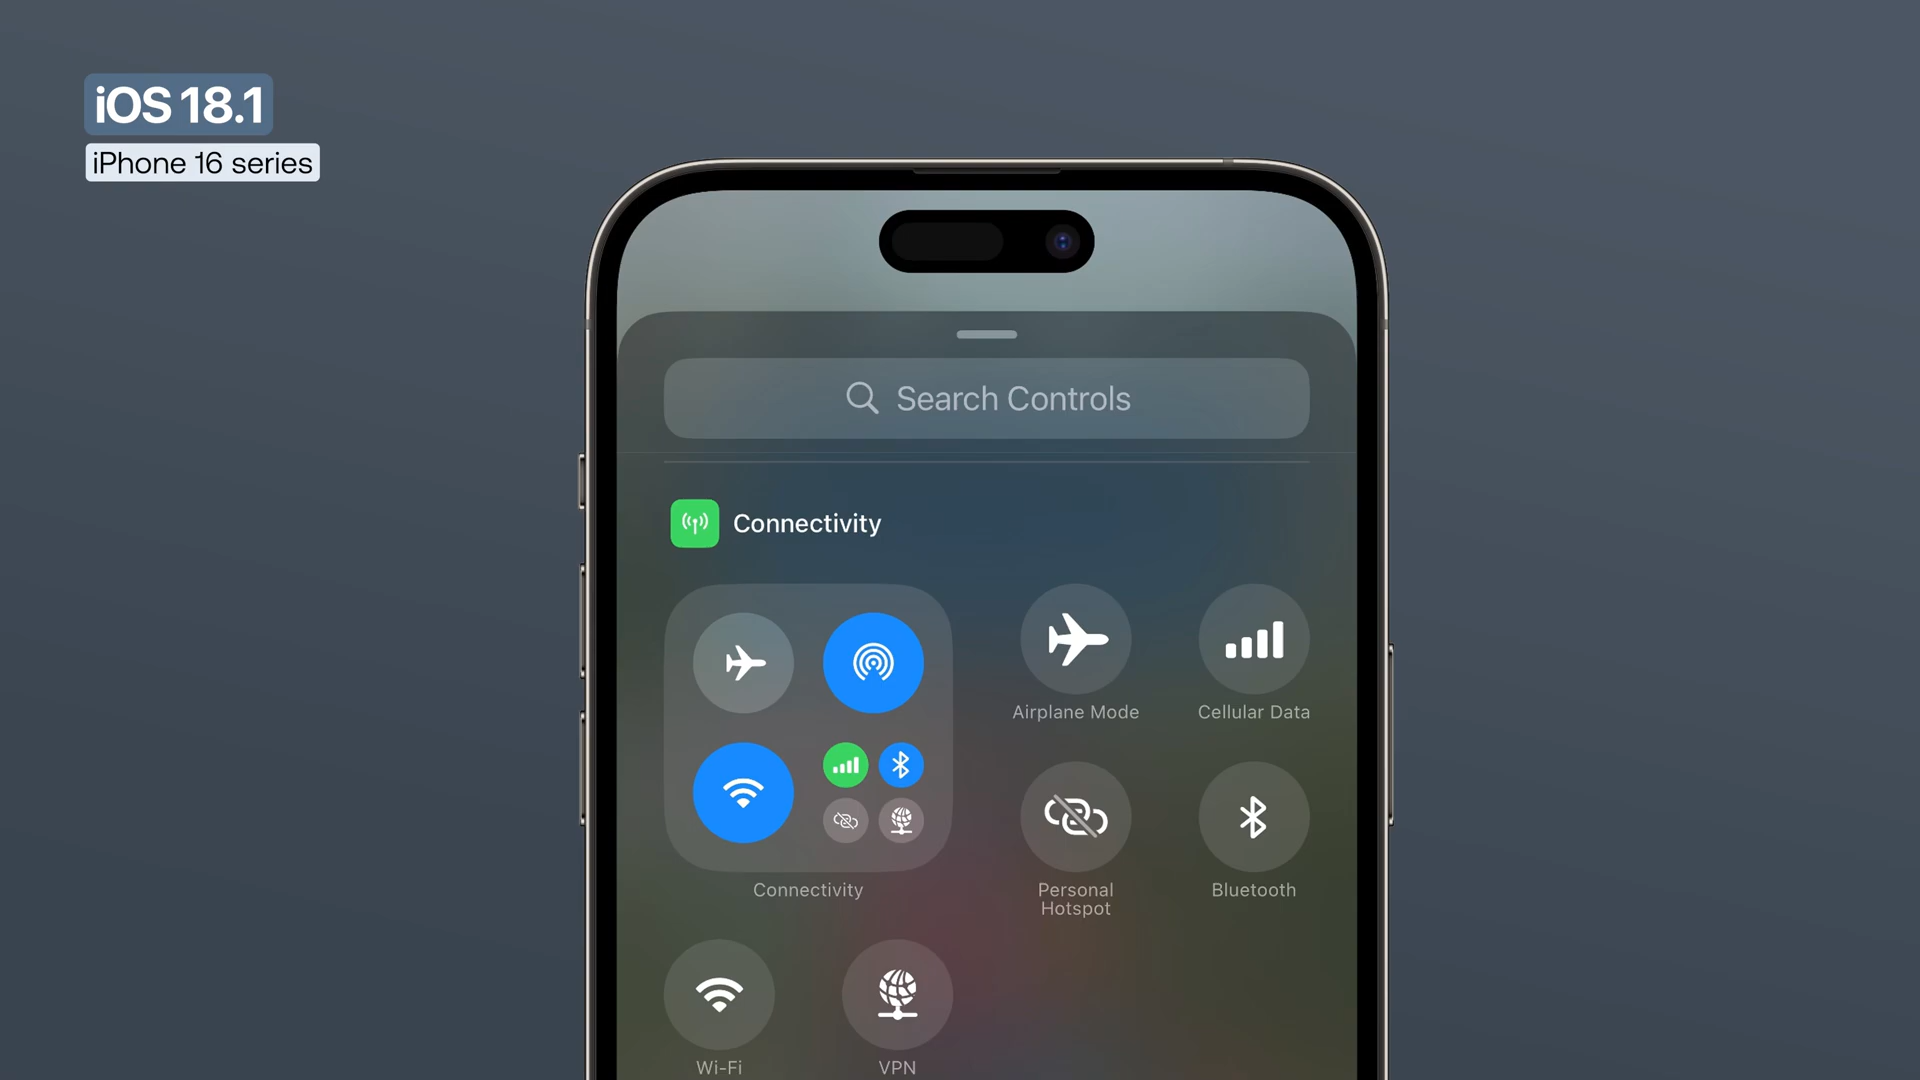 iOS 18.1
iPhone 16 series
Search Controls
Connectivity
Airplane Mode
Cellular Data
Connectivity
Personal
Hotspot
Bluetooth
Wi-Fi
VPN